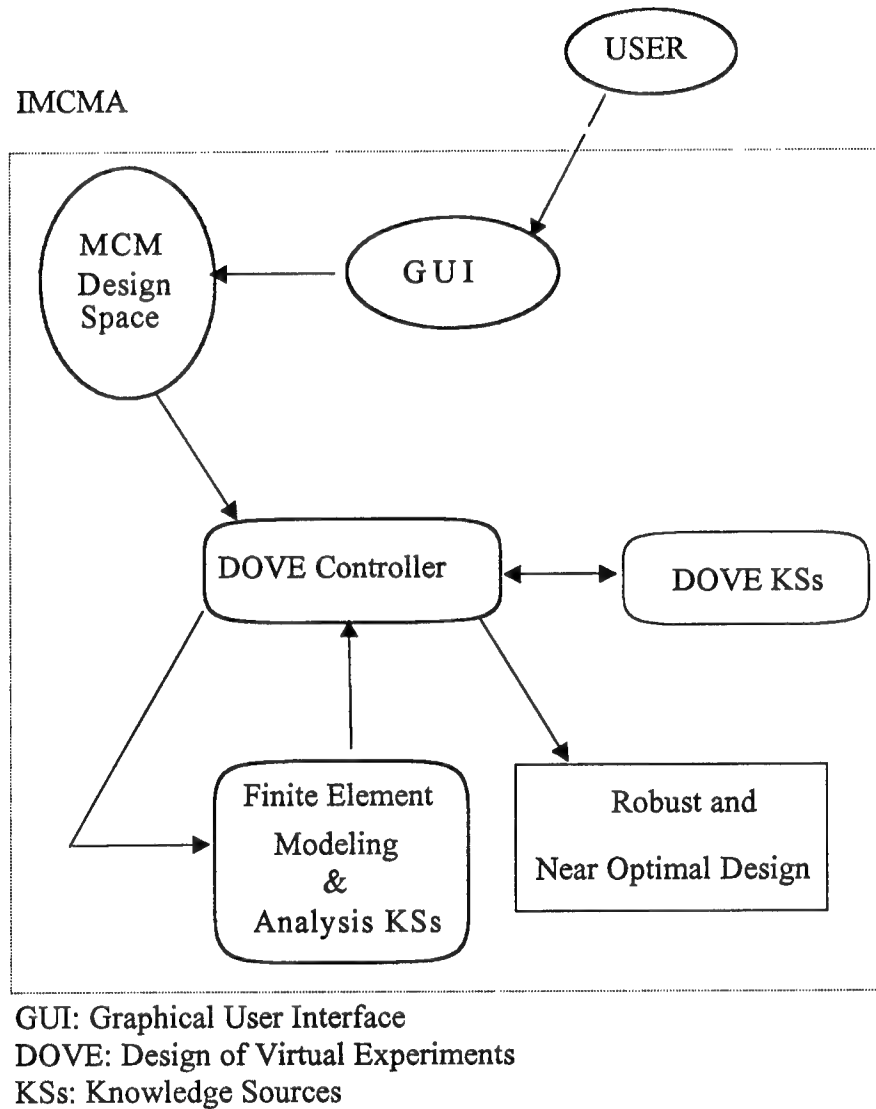 USER
IMCMA
MCM
Design
Space
G U I
DOVE Controller
DOVE KSs
Finite Element
Modeling
&
Analysis KSs
Robust and
Near Optimal Design
GUI: Graphical User Interface
DOVE: Design of Virtual Experiments
KSs: Knowledge Sources